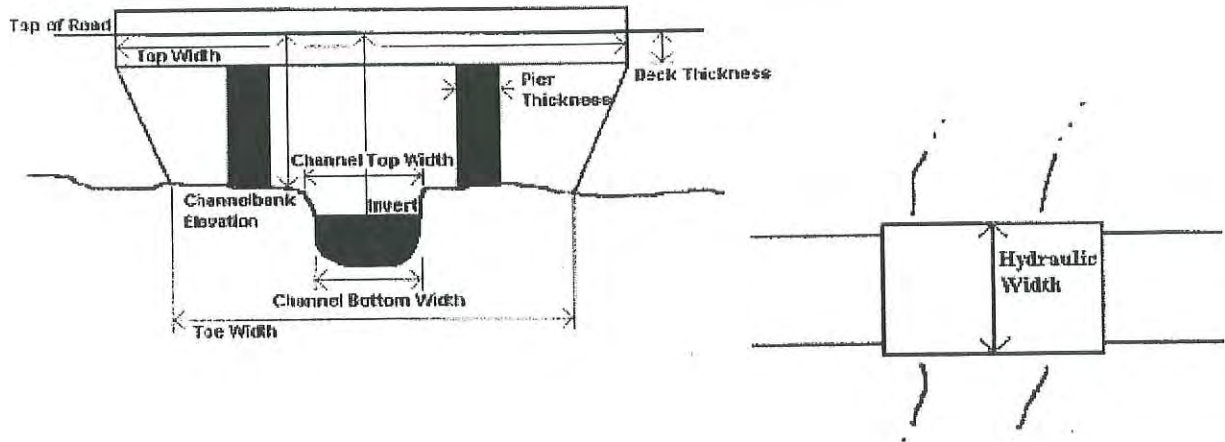 Top of Road
Top Width
Deck Thickness
Pier
Thickness
Channel Top Width
Channelbank
Elevation
Invert
Channel Bottom Width
Toe Width
Hydraulic
Width